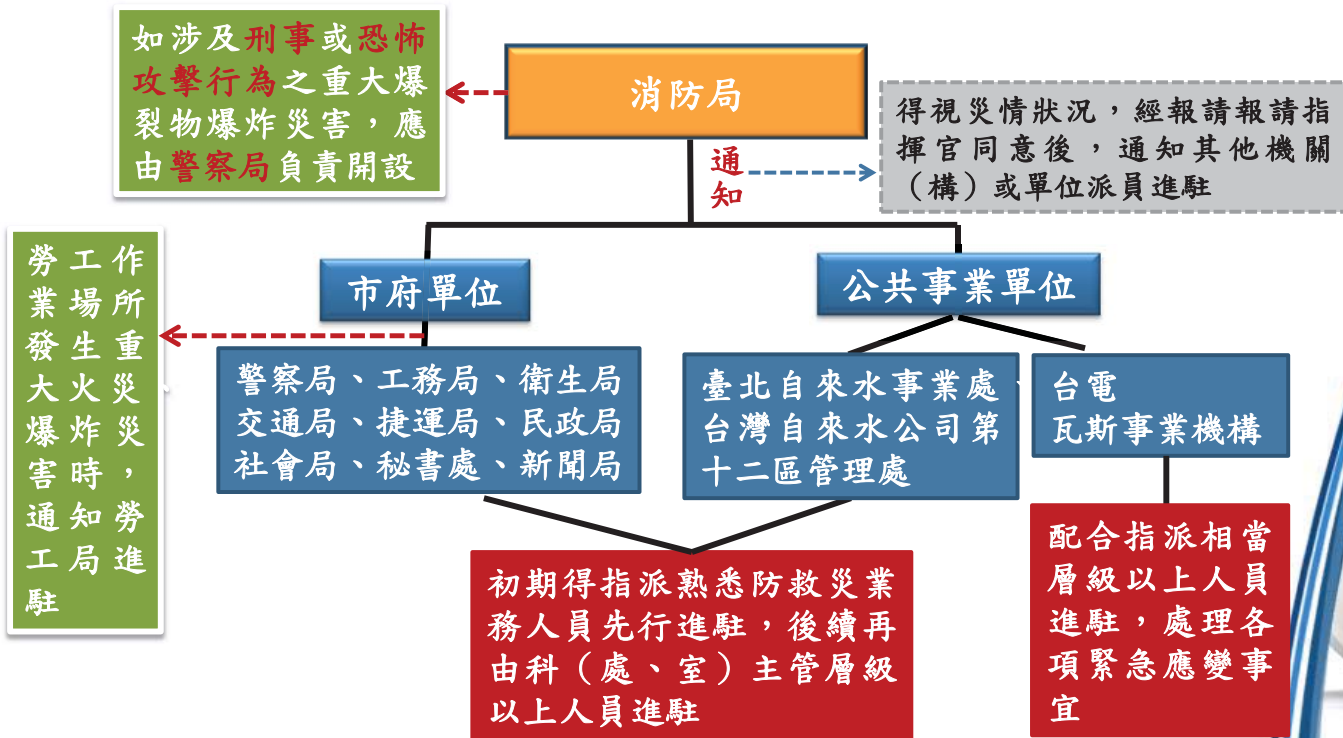 如涉及刑事或恐怖
攻擊行為之重大爆
裂物爆炸災害，應
由警察局負責開設
消防局
通
知
得視災情狀況，經報請報請指
揮官同意後，通知其他機關
（構）或單位派員進駐
勞工作
業場所
發生重
大火災
爆炸災
害時，
通知勞
工局進
駐
市府單位
公共事業單位
警察局、工務局、衛生局
交通局、捷運局、民政局
社會局、秘書處、新聞局
臺北自來水事業處、
台灣自來水公司第
十二區管理處
台電
瓦斯事業機構
初期得指派熟悉防救災業
務人員先行進駐，後續再
由科（處、室）主管層級
以上人員進駐
配合指派相當
層級以上人員
進駐，處理各
項緊急應變事
宜